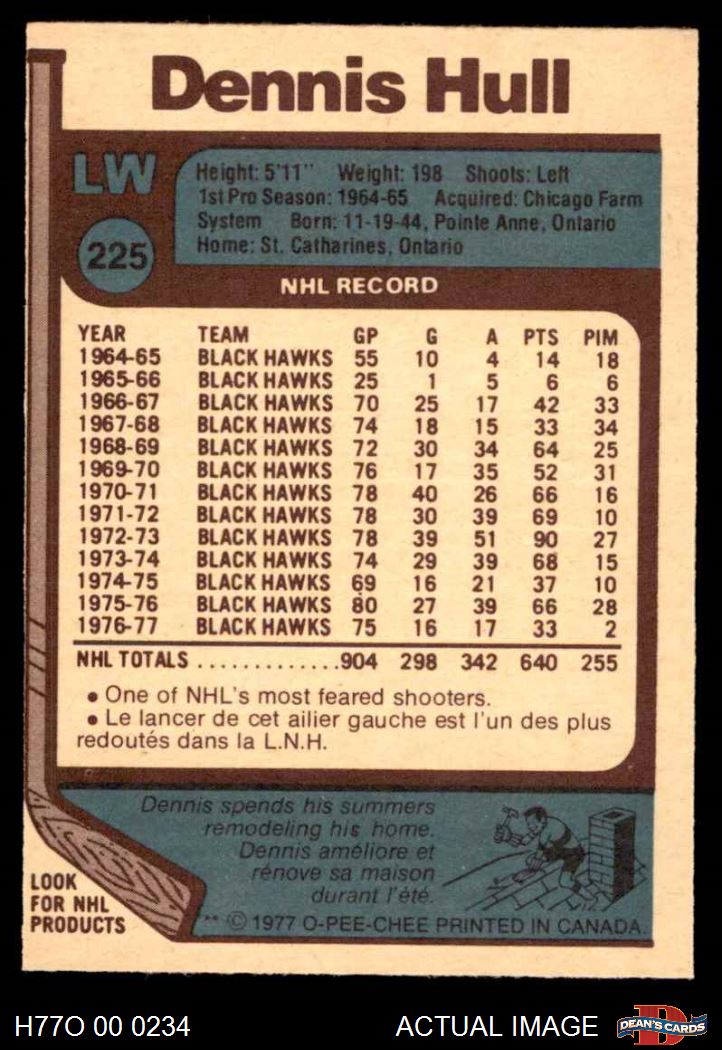 Dennis Hull
LW
225
Height: 5'11" Weight: 198 Shoots: Left
1st Pro Season: 1964-65 Acquired: Chicago Farm
System Born: 11-19-44, Pointe Anne, Ontario
Home: St. Catharines, Ontario
NHL RECORD
YEAR TEAM GP G A PTS PIM
1964-65 BLACK HAWKS 55 10 4 14 18
1965-66 BLACK HAWKS 25 1 5 6 6
1966-67 BLACK HAWKS 70 25 17 42 33
1967-68 BLACK HAWKS 74 18 15 33 34
1968-69 BLACK HAWKS 72 30 34 64 25
1969-70 BLACK HAWKS 76 17 35 52 31
1970-71 BLACK HAWKS 78 40 26 66 16
1971-72 BLACK HAWKS 78 30 39 69 10
1972-73 BLACK HAWKS 78 39 51 90 27
1973-74 BLACK HAWKS 74 29 39 68 15
1974-75 BLACK HAWKS 69 16 21 37 10
1975-76 BLACK HAWKS 80 27 39 66 28
1976-77 BLACK HAWKS 75 16 17 33 2
NHL TOTALS .............904 298 342 640 255
• One of NHL's most feared shooters.
• Le lancer de cet ailier gauche est l'un des plus
redoutés dans la L.N.H.
Dennis spends his summers
remodeling his home.
Dennis améliore et
rénove sa maison
durant l'été.
LOOK
FOR NHL
PRODUCTS
** © 1977 O-PEE-CHEE PRINTED IN CANADA.
H77O 00 0234 ACTUAL IMAGE
D
DEAN'S CARDS